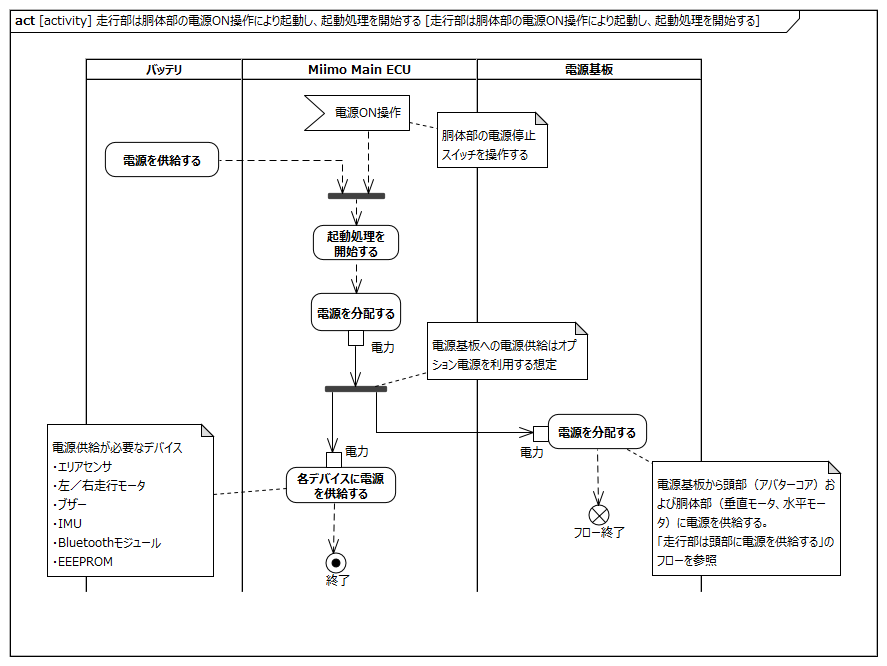 act [activity] 走行部は胴体部の電源ON操作により起動し、起動処理を開始する [走行部は胴体部の電源ON操作により起動し、起動処理を開始する]
バッテリ
Miimo Main ECU
電源基板
電源ON操作
胴体部の電源停止
スイッチを操作する
電源を供給する
起動処理を
開始する
電源を分配する
電力
電源基板への電源供給はオプ
ション電源を利用する想定
電源を分配する
電力
電源供給が必要なデバイス
・エリアセンサ
・左／右走行モータ
・ブザー
・IMU
・Bluetoothモジュール
・EEEPROM
電力
各デバイスに電源
を供給する
終了
フロー終了
電源基板から頭部（アバターコア）お
よび胴体部（垂直モータ、水平モー
タ）に電源を供給する。
「走行部は頭部に電源を供給する」の
フローを参照